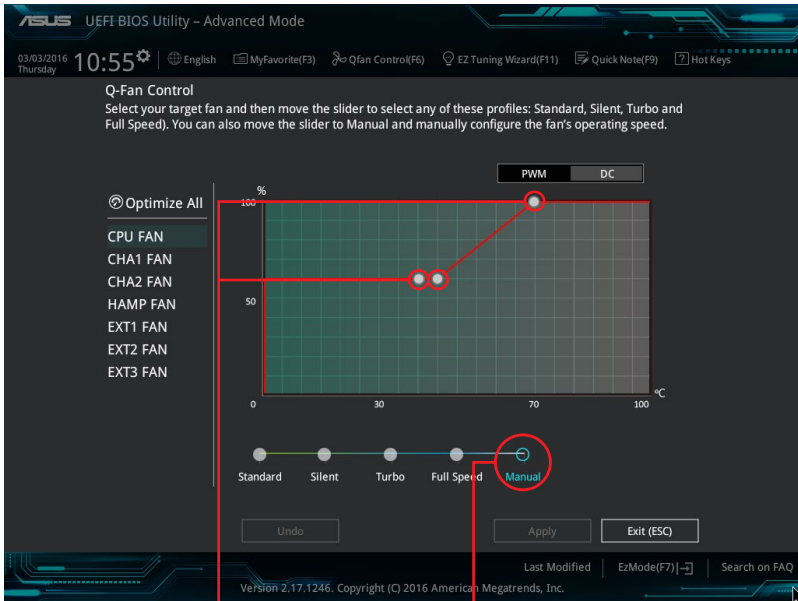 ASUS UEFI BIOS Utility – Advanced Mode
03/03/2016 Thursday 10:55 English MyFavorite(F3) Qfan Control(F6) EZ Tuning Wizard(F11) Quick Note(F9) ? Hot Keys
Q-Fan Control
Select your target fan and then move the slider to select any of these profiles: Standard, Silent, Turbo and
Full Speed). You can also move the slider to Manual and manually configure the fan's operating speed.
PWM DC
%
Optimize All
100
CPU FAN
CHA1 FAN
CHA2 FAN
HAMP FAN
50
EXT1 FAN
EXT2 FAN
EXT3 FAN
°C
0 30 70 100
Standard Silent Turbo Full Speed Manual
Undo Apply Exit (ESC)
Last Modified EzMode(F7) Search on FAQ
Version 2.17.1246. Copyright (C) 2016 American Megatrends, Inc.